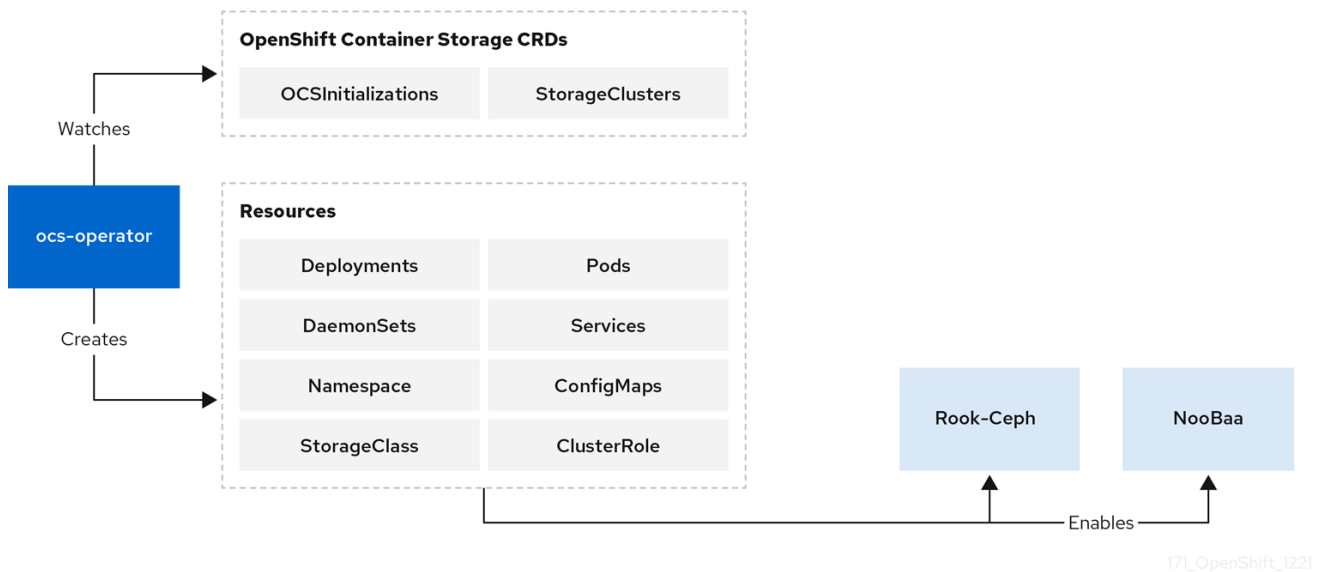 OpenShift Container Storage CRDs
OCSInitializations
StorageClusters
Watches
ocs-operator
Creates
Resources
Deployments
Pods
DaemonSets
Services
Namespace
ConfigMaps
StorageClass
ClusterRole
Rook-Ceph
NooBaa
Enables
171_OpenShift_1221